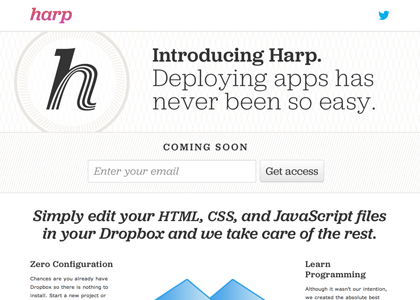 harp
h
Introducing Harp.
Deploying apps has
never been so easy.
COMING SOON
Enter your email
Get access
Simply edit your HTML, CSS, and JavaScript files
in your Dropbox and we take care of the rest.
Zero Configuration
Chances are you already have
Dropbox so there is nothing to
install. Start a new project or
Learn
Programming
Although it wasn't our intention,
we created the absolute best